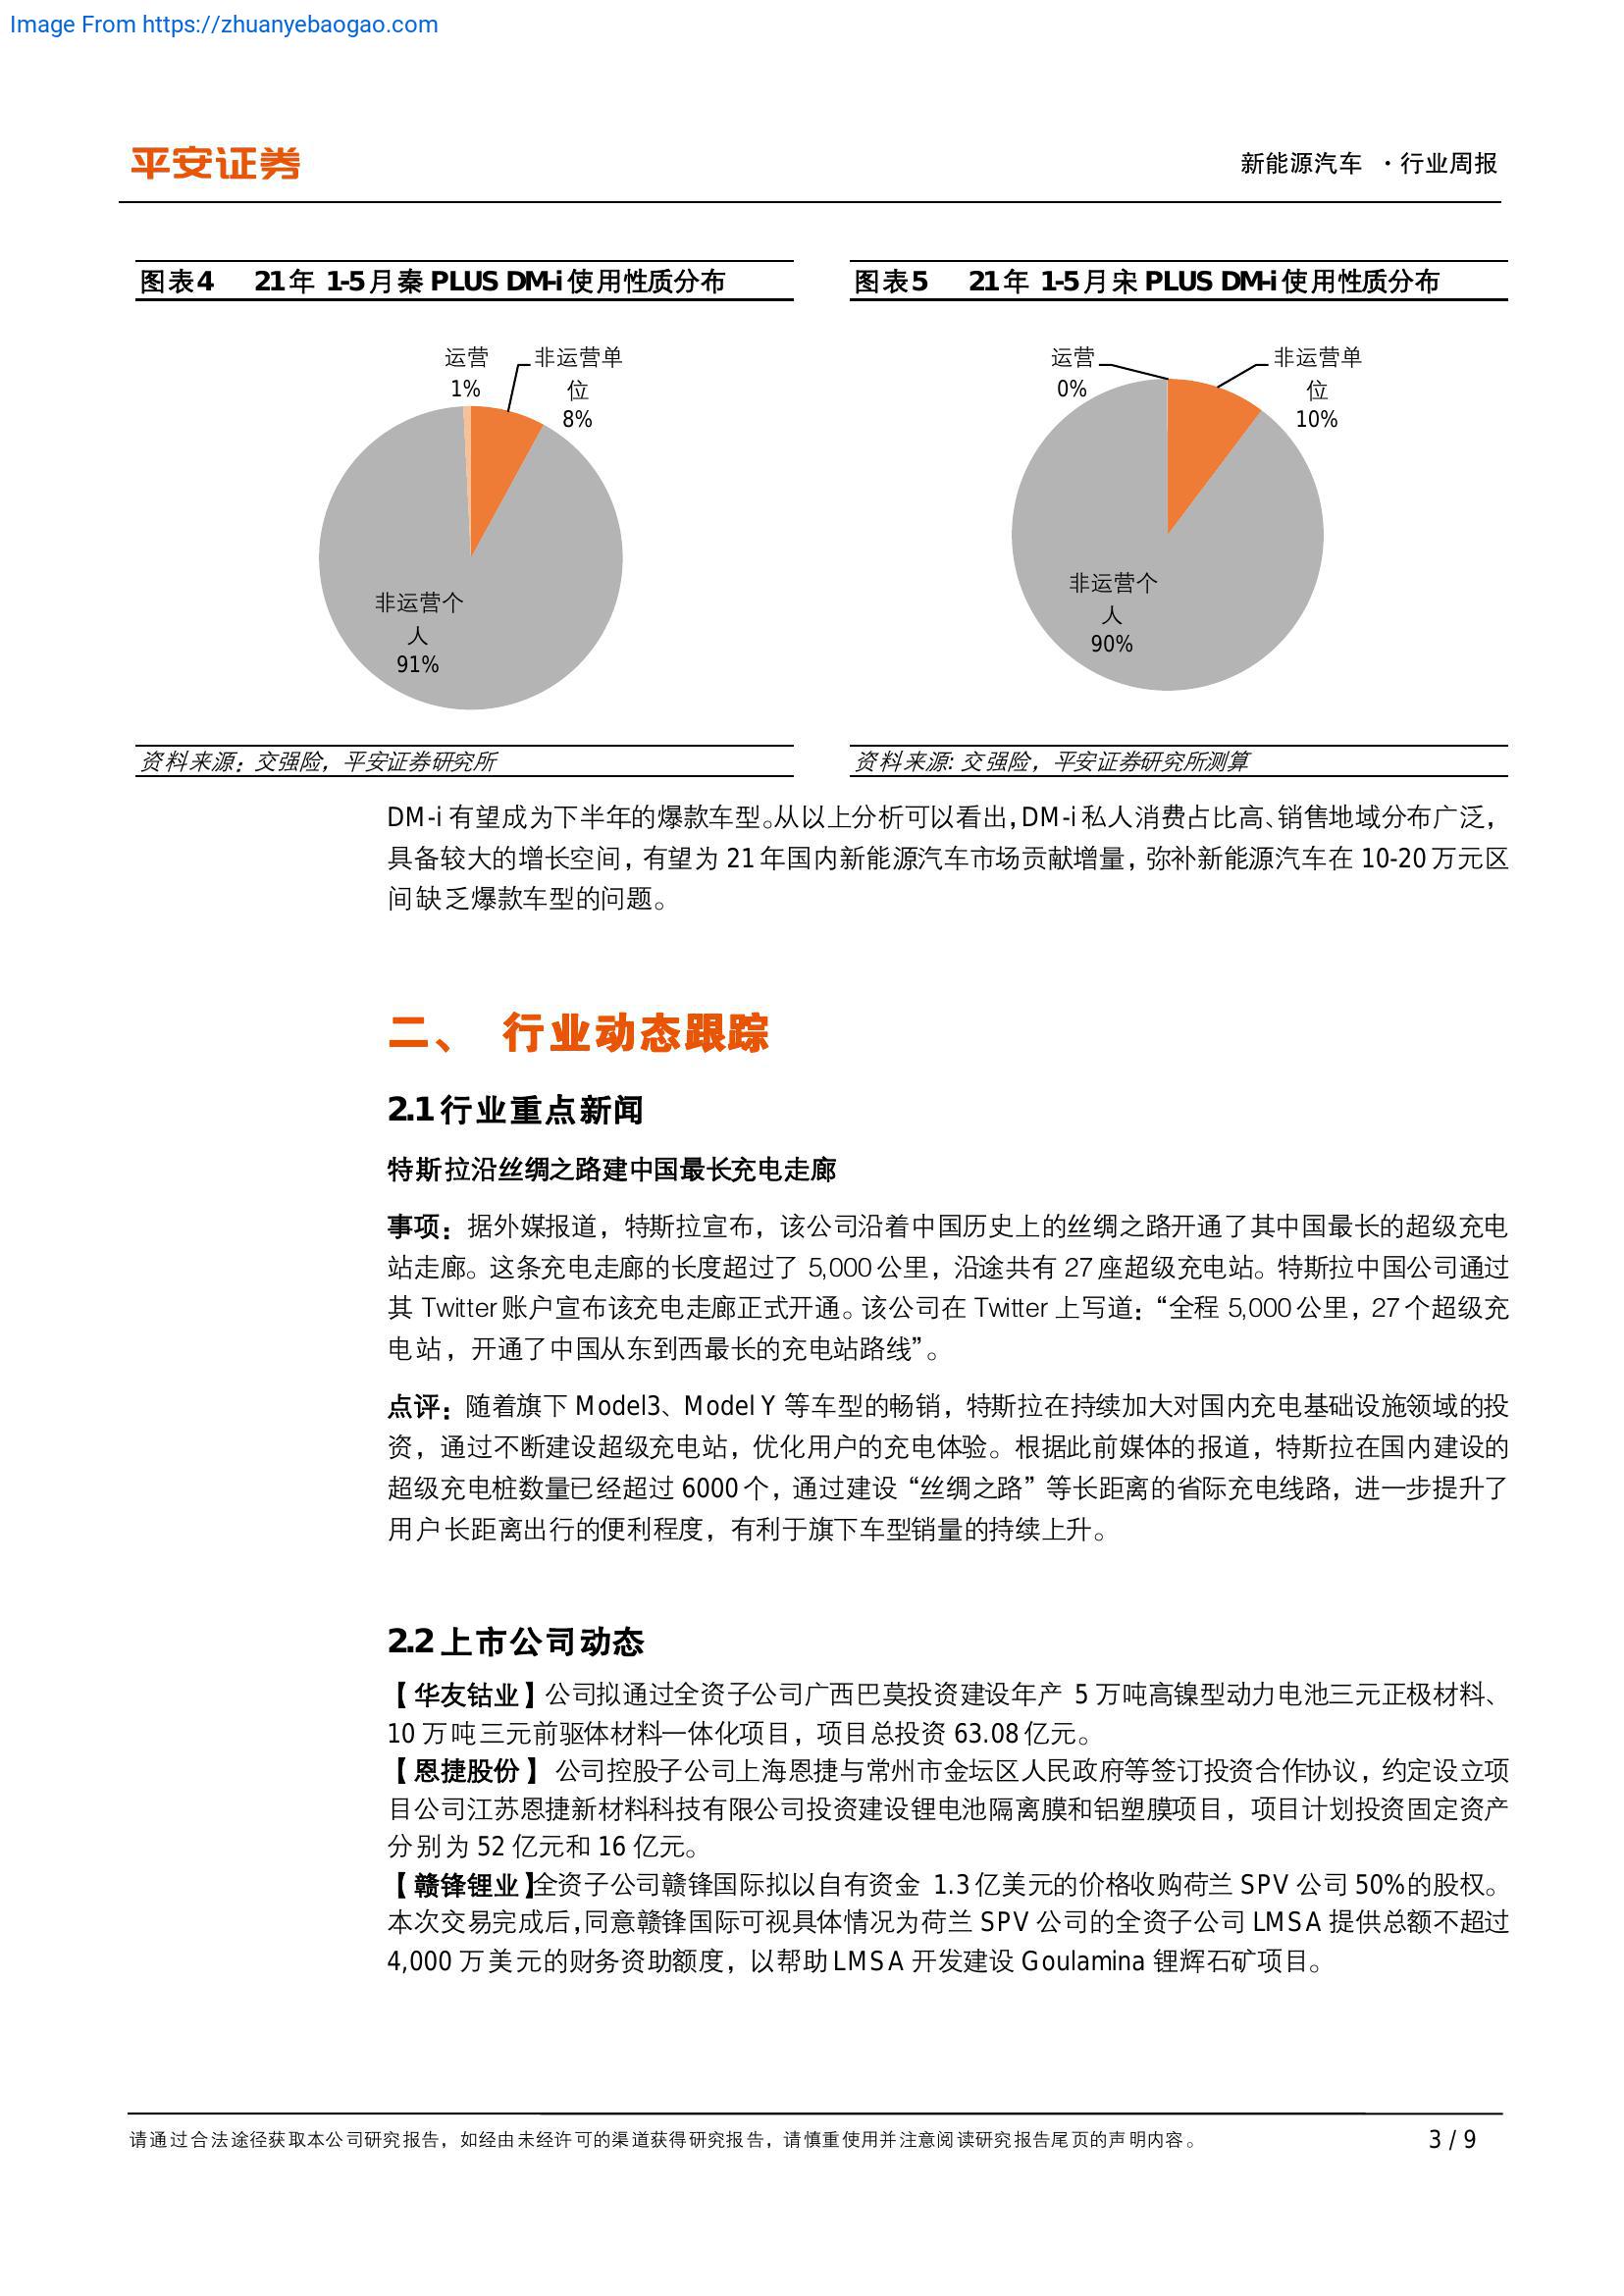 Image From https://zhuanyebaogao.com
平安证券
新能源汽车 ·行业周报
图表4 21年 1-5月秦 PLUS DM-i使用性质分布
运营
1%
非运营单
位
8%
非运营个
人
91%
资料来源：交强险，平安证券研究所
图表5 21年 1-5月宋 PLUS DM-i使用性质分布
运营
0%
非运营单
位
10%
非运营个
人
90%
资料来源: 交强险，平安证券研究所测算
DM-i 有望成为下半年的爆款车型。从以上分析可以看出，DM-i 私人消费占比高、销售地域分布广泛，
具备较大的增长空间，有望为 21 年国内新能源汽车市场贡献增量，弥补新能源汽车在 10-20 万元区
间缺乏爆款车型的问题。
二、 行业动态跟踪
2.1 行业重点新闻
特斯拉沿丝绸之路建中国最长充电走廊
事项：据外媒报道，特斯拉宣布，该公司沿着中国历史上的丝绸之路开通了其中国最长的超级充电
站走廊。这条充电走廊的长度超过了 5,000 公里，沿途共有 27 座超级充电站。特斯拉中国公司通过
其 Twitter 账户宣布该充电走廊正式开通。该公司在 Twitter 上写道：“全程 5,000 公里，27 个超级充
电站，开通了中国从东到西最长的充电站路线”。
点评：随着旗下 Model3、Model Y 等车型的畅销，特斯拉在持续加大对国内充电基础设施领域的投
资，通过不断建设超级充电站，优化用户的充电体验。根据此前媒体的报道，特斯拉在国内建设的
超级充电桩数量已经超过 6000 个，通过建设“丝绸之路”等长距离的省际充电线路，进一步提升了
用户长距离出行的便利程度，有利于旗下车型销量的持续上升。
2.2 上市公司动态
【华友钴业】公司拟通过全资子公司广西巴莫投资建设年产 5 万吨高镍型动力电池三元正极材料、
10 万吨三元前驱体材料一体化项目，项目总投资 63.08 亿元。
【恩捷股份】 公司控股子公司上海恩捷与常州市金坛区人民政府等签订投资合作协议，约定设立项
目公司江苏恩捷新材料科技有限公司投资建设锂电池隔离膜和铝塑膜项目，项目计划投资固定资产
分别为 52 亿元和 16 亿元。
【赣锋锂业】全资子公司赣锋国际拟以自有资金 1.3 亿美元的价格收购荷兰 SPV 公司 50%的股权。
本次交易完成后，同意赣锋国际可视具体情况为荷兰 SPV 公司的全资子公司 LMSA 提供总额不超过
4,000 万美元的财务资助额度，以帮助 LMSA 开发建设 Goulamina 锂辉石矿项目。
请通过合法途径获取本公司研究报告，如经由未经许可的渠道获得研究报告，请慎重使用并注意阅读研究报告尾页的声明内容。
3 / 9